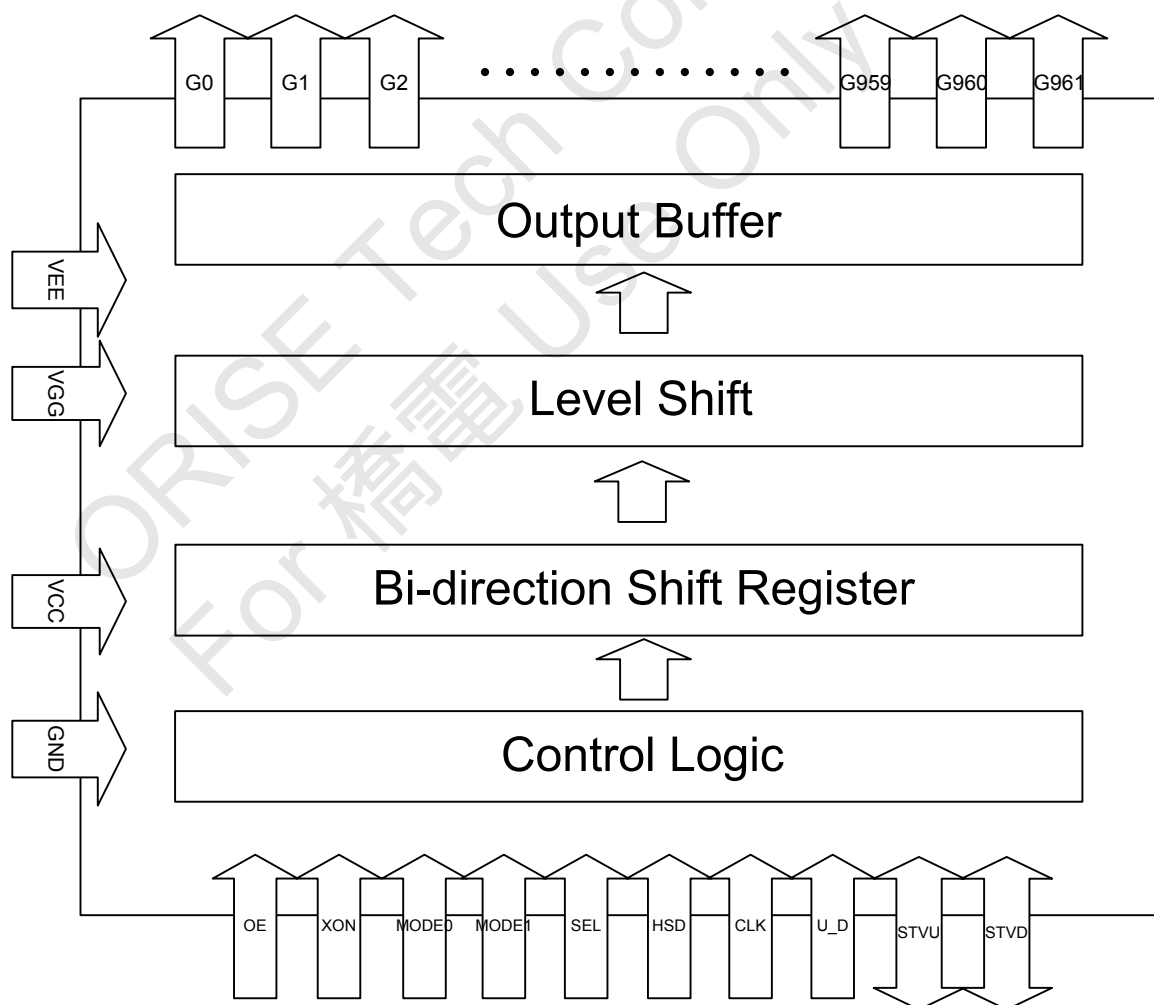 G0 G1 G2 ............. G959 G960 G961
Output Buffer
VEE
Level Shift
VGG
Bi-direction Shift Register
VCC
Control Logic
GND
OE XON MODE0 MODE1 SEL HSD CLK U_D STVU STVD
ORISE Tech Co
For 橋電 Use Only